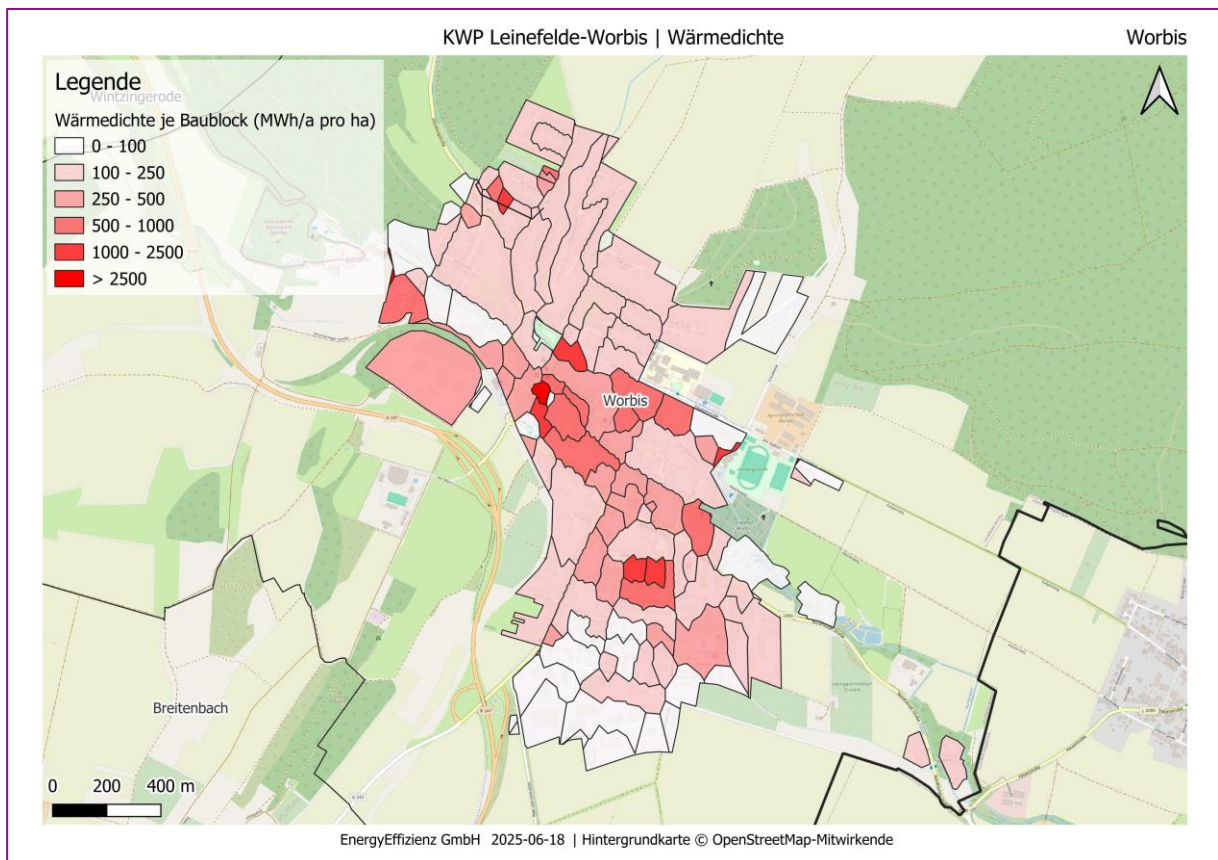 KWP Leinefelde-Worbis | Wärmedichte
Worbis
Legende
Wintzingerode
Wärmedichte je Baublock (MWh/a pro ha)
0 - 100
100 - 250
250 - 500
500 - 1000
1000 - 2500
> 2500
Worbis
Breitenbach
0 200 400 m
EnergyEffizienz GmbH 2025-06-18 | Hintergrundkarte © OpenStreetMap-Mitwirkende